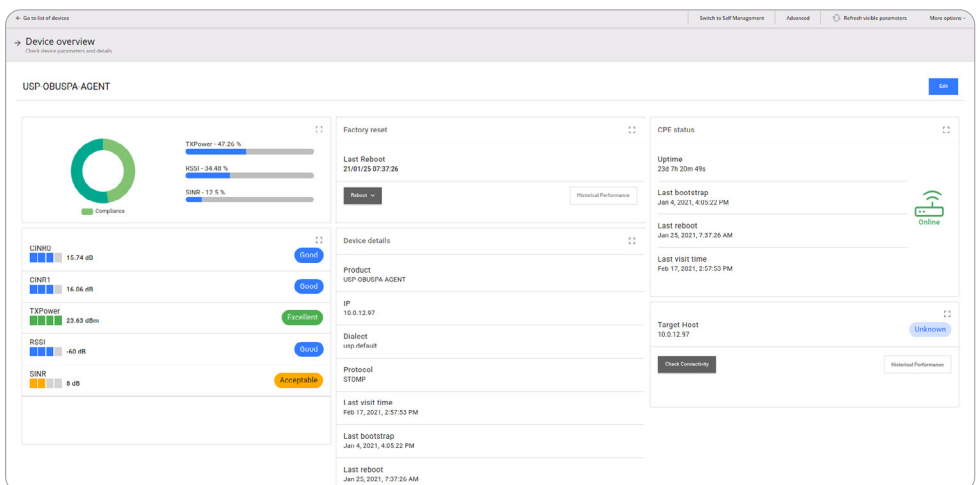 ← Go to list of devices
Switch to Self Management
Advanced
Refresh visible parameters
More options
→ Device overview
Check device parameters and details
USP-OBUSPA-AGENT
Edit
TXPower - 47.26 %
RSSI - 34.48 %
SINR - 12.5 %
Compliance
CINR0
15.74 dB
Good
CINR1
16.06 dB
Good
TXPower
23.63 dBm
Excellent
RSSI
-60 dB
Good
SINR
8 dB
Acceptable
Factory reset
Last Reboot
21/01/25 07:37:26
Reboot
Historical Performance
Device details
Product
USP OBUSPA AGENT
IP
10.0.12.97
Dialect
usp.default
Protocol
STOMP
Last visit time
Feb 17, 2021, 2:57:53 PM
Last bootstrap
Jan 4, 2021, 4:05:22 PM
Last reboot
Jan 25, 2021, 7:37:26 AM
CPE status
Uptime
23d 7h 20m 49s
Last bootstrap
Jan 4, 2021, 4:05:22 PM
Last reboot
Jan 25, 2021, 7:37:26 AM
Last visit time
Feb 17, 2021, 2:57:53 PM
Online
Target Host
10.0.12.97
Unknown
Check Connectivity
Historical Performance